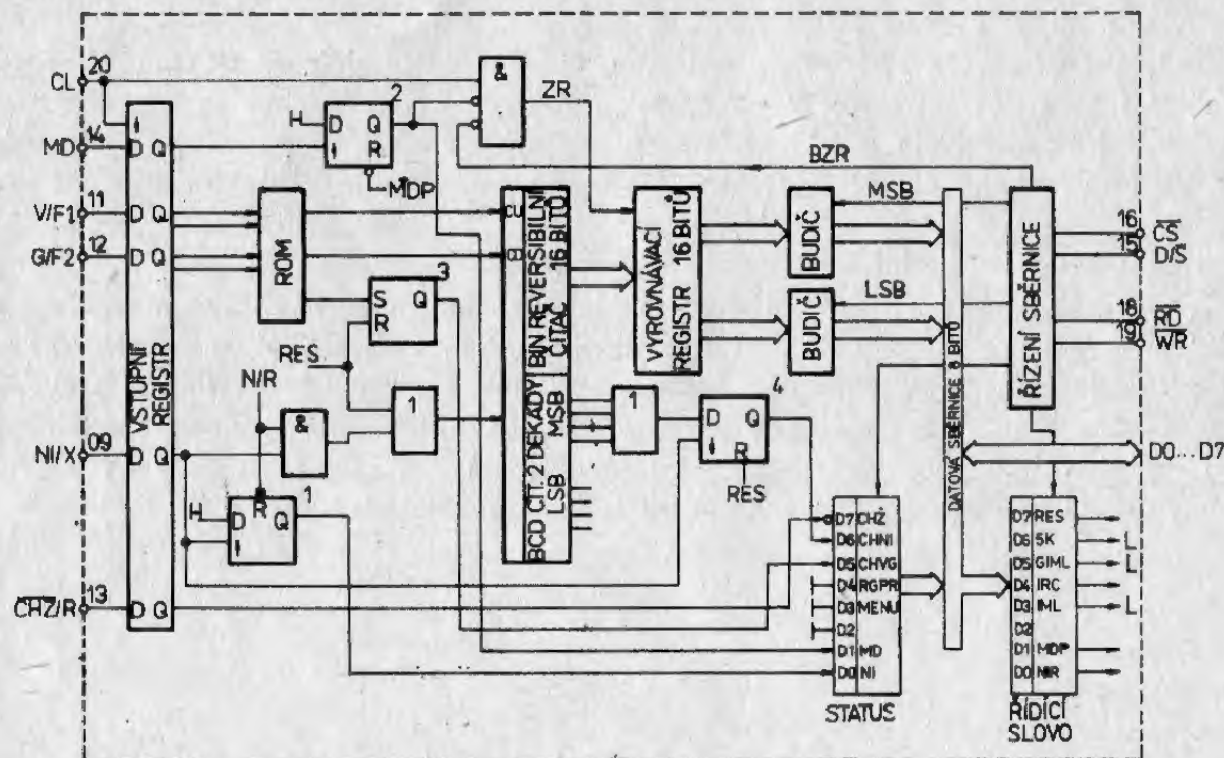 CL 20
MD 14
V/F1 11
G/F2 12
NI/X 09
CHZ/R 13
D Q
D Q
D Q
D Q
D Q
VSTUPNÍ
REGISTR
H D Q 2
R
MDP
&
ZR
BZR
ROM
S Q 3
R
RES
N/R
&
1
H D R Q 1
CU
CD
BCD ČÍT. 2 DEKÁDY BIN REVERSIBILNÍ
LSB MSB ČÍTAČ 16 BITŮ
VYROVNÁVACÍ
REGISTR 16 BITŮ
1
D Q 4
R
RES
BUDIČ
BUDIČ
MSB
LSB
DATOVÁ SBĚRNICE 8 BITŮ
ŘÍZENÍ SBĚRNICE
16 CS
15 D/S
18 RD
19 WR
D0...D7
D7 CHŽ
D6 CHNI
D5 CHVG
D4 RGPR
D3 MENU
D2
D1 MD
D0 NI
STATUS
D7 RES
D6 SK L
D5 GIML L
D4 IRC
D3 IML L
D2
D1 MDP
D0 NIR
ŘÍDÍCÍ
SLOVO